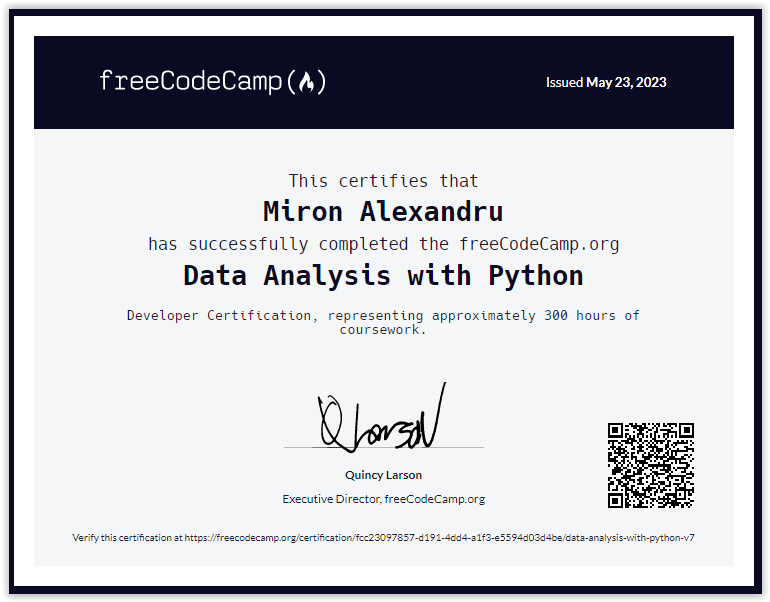 freeCodeCamp(🔥)
Issued May 23, 2023
This certifies that
Miron Alexandru
has successfully completed the freeCodeCamp.org
Data Analysis with Python
Developer Certification, representing approximately 300 hours of
coursework.
Q Larson
Quincy Larson
Executive Director, freeCodeCamp.org
Verify this certification at https://freecodecamp.org/certification/fcc23097857-d191-4dd4-a1f3-e5594d03d4be/data-analysis-with-python-v7